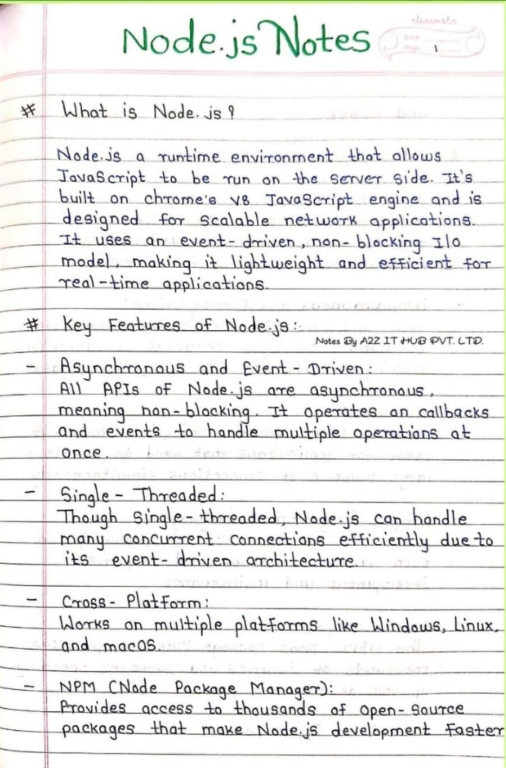 classmate
Date
Page 1
Node.js Notes
# What is Node.js?
Node.js a runtime environment that allows
JavaScript to be run on the server side. It's
built on chrome's V8 JavaScript engine and is
designed for scalable network applications.
It uses an event-driven, non-blocking I/o
model, making it lightweight and efficient for
real-time applications.
# Key Features of Node.js:
Notes By A2Z IT HUB PVT. LTD.
- Asynchronous and Event-Driven:
All APIs of Node.js are asynchronous,
meaning non-blocking. It operates on callbacks
and events to handle multiple operations at
once.
- Single-Threaded:
Though single-threaded, Node.js can handle
many concurrent connections efficiently due to
its event-driven architecture.
- Cross-Platform:
Works on multiple platforms like Windows, Linux,
and macOS.
- NPM (Node Package Manager):
Provides access to thousands of open-source
packages that make Node.js development faster